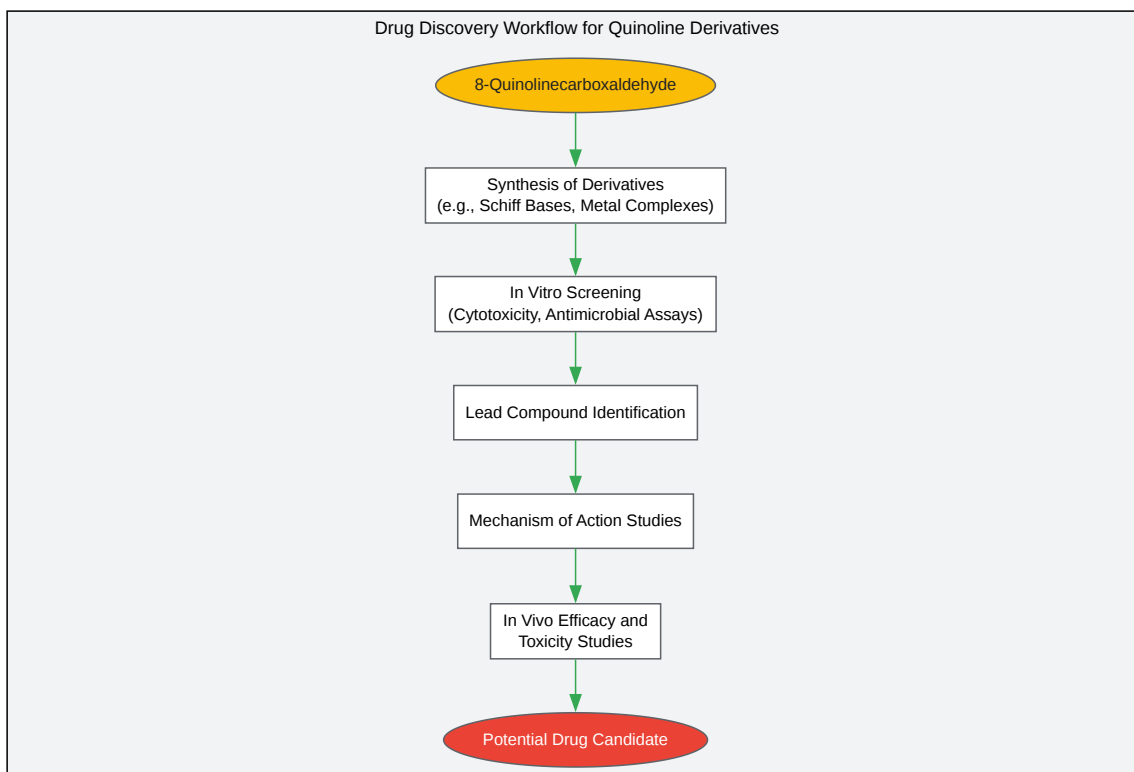 Drug Discovery Workflow for Quinoline Derivatives
8-Quinolinecarboxaldehyde
Synthesis of Derivatives
(e.g., Schiff Bases, Metal Complexes)
In Vitro Screening
(Cytotoxicity, Antimicrobial Assays)
Lead Compound Identification
Mechanism of Action Studies
In Vivo Efficacy and
Toxicity Studies
Potential Drug Candidate